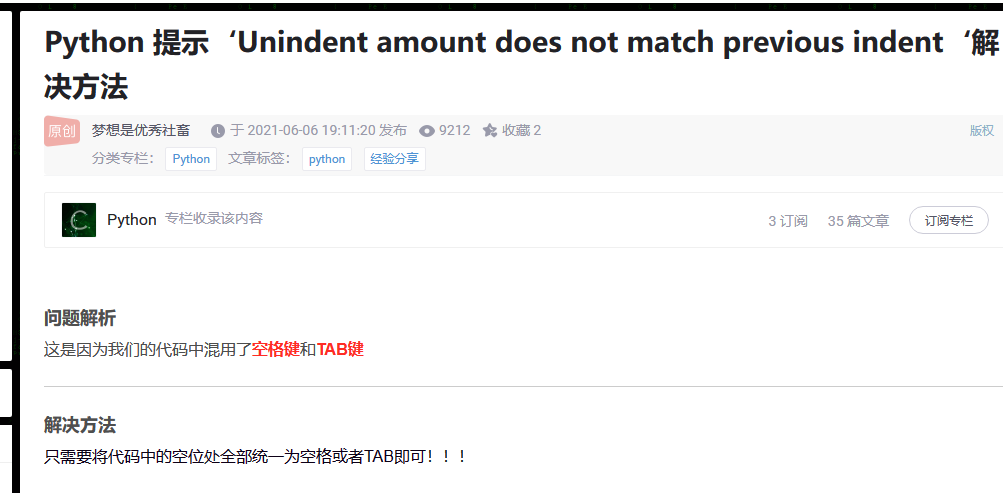 Python 提示‘Unindent amount does not match previous indent‘解
决方法
原创 梦想是优秀社畜 于 2021-06-06 19:11:20 发布 9212 收藏 2 版权
分类专栏： Python 文章标签： python 经验分享
Python 专栏收录该内容 3 订阅 35 篇文章 订阅专栏
问题解析
这是因为我们的代码中混用了空格键和TAB键
解决方法
只需要将代码中的空位处全部统一为空格或者TAB即可！！！